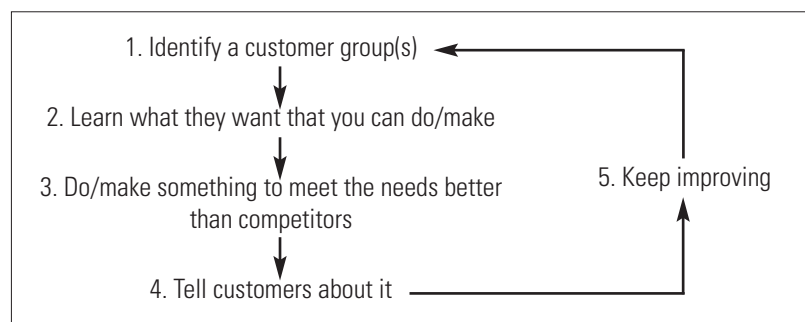 1. Identify a customer group(s)
2. Learn what they want that you can do/make
3. Do/make something to meet the needs better
than competitors
4. Tell customers about it
5. Keep improving